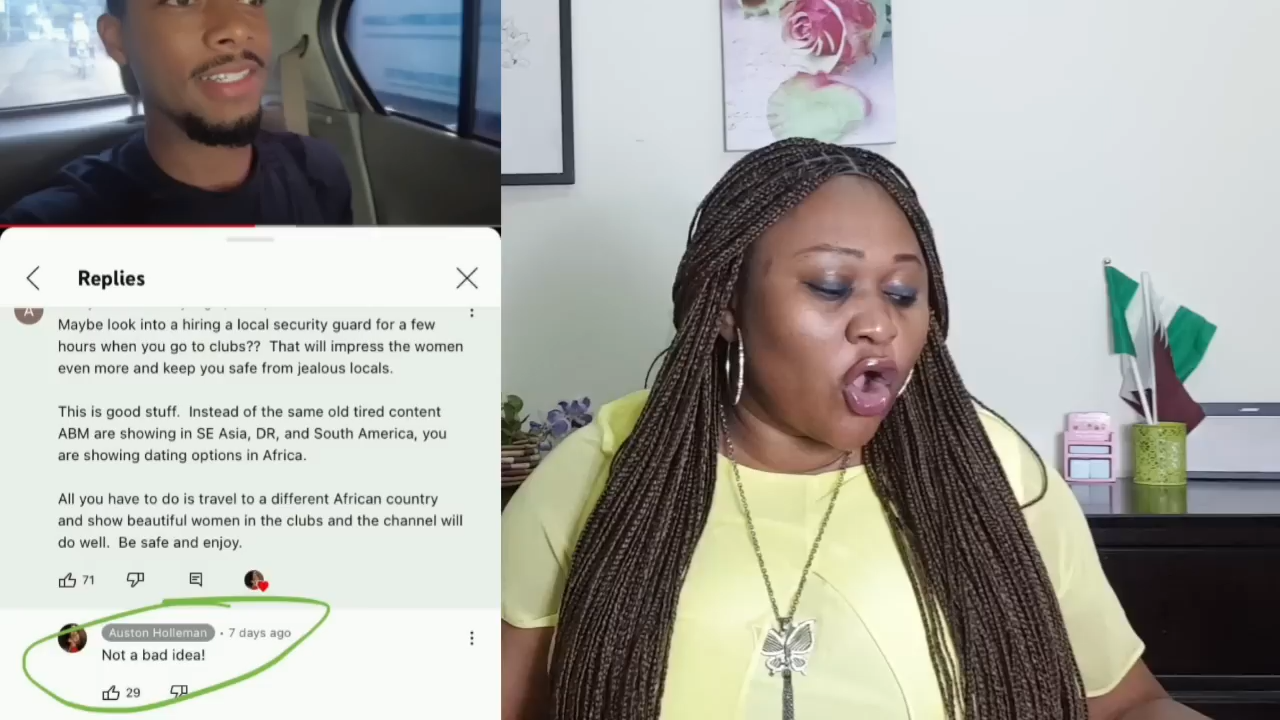 Replies
A
Maybe look into a hiring a local security guard for a few
hours when you go to clubs?? That will impress the women
even more and keep you safe from jealous locals.
This is good stuff. Instead of the same old tired content
ABM are showing in SE Asia, DR, and South America, you
are showing dating options in Africa.
All you have to do is travel to a different African country
and show beautiful women in the clubs and the channel will
do well. Be safe and enjoy.
71
Auston Holleman • 7 days ago
Not a bad idea!
29